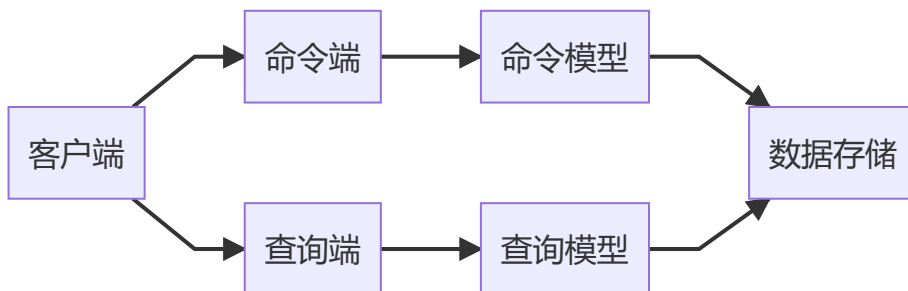 命令端
命令模型
客户端
数据存储
查询端
查询模型